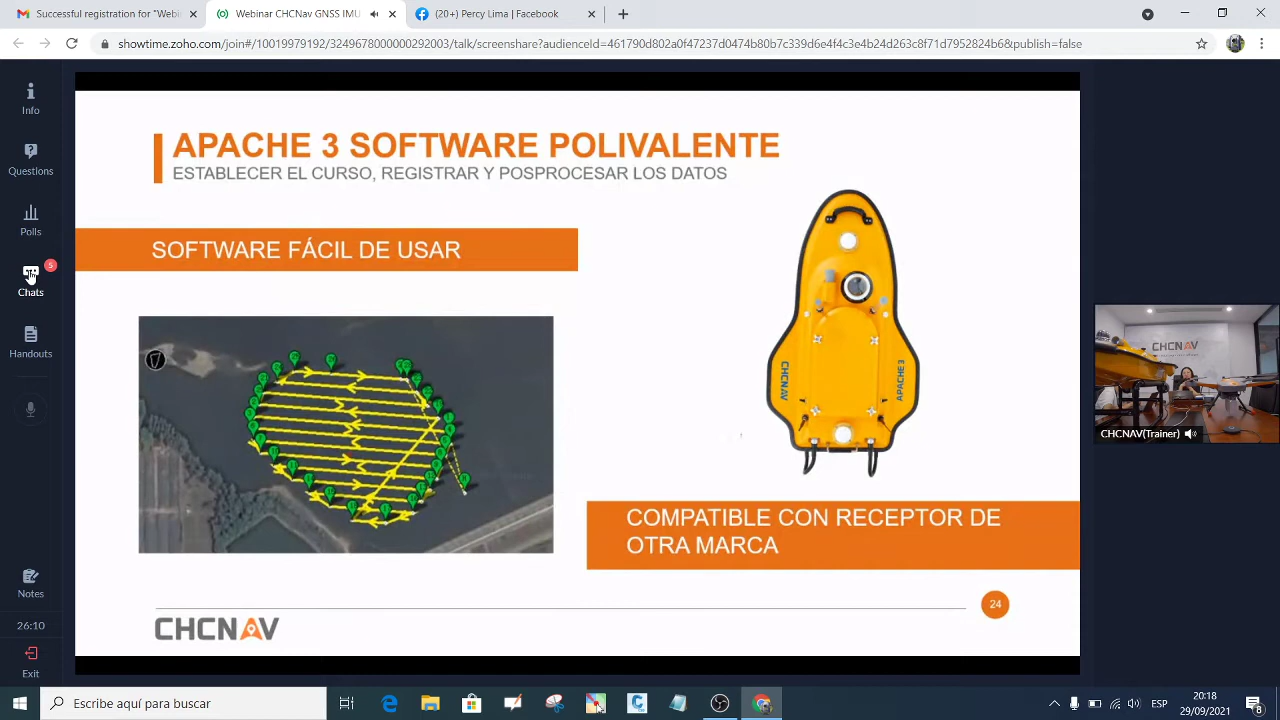 Successful registration for "Webi
Webinar CHCNav GNSS IMU
(20+) Percy Lima | Facebook
showtime.zoho.com/join#/10019979192/3249678000000292003/talk/screenshare?audienceId=461790d802a0f47237d0474b80b7c339d6e4f4c3e4b24d263c8f71d7952824b68&publish=false
Info
Questions
Polls
5
Chats
Handouts
Notes
26:10
Exit
APACHE 3 SOFTWARE POLIVALENTE
ESTABLECER EL CURSO, REGISTRAR Y POSPROCESAR LOS DATOS
SOFTWARE FÁCIL DE USAR
CHCNAV
APACHE 3
COMPATIBLE CON RECEPTOR DE
OTRA MARCA
24
CHCNAV
CHCNAV
CHCNAV(Trainer)
Escribe aquí para buscar
ESP
20:18
29/09/2021
8